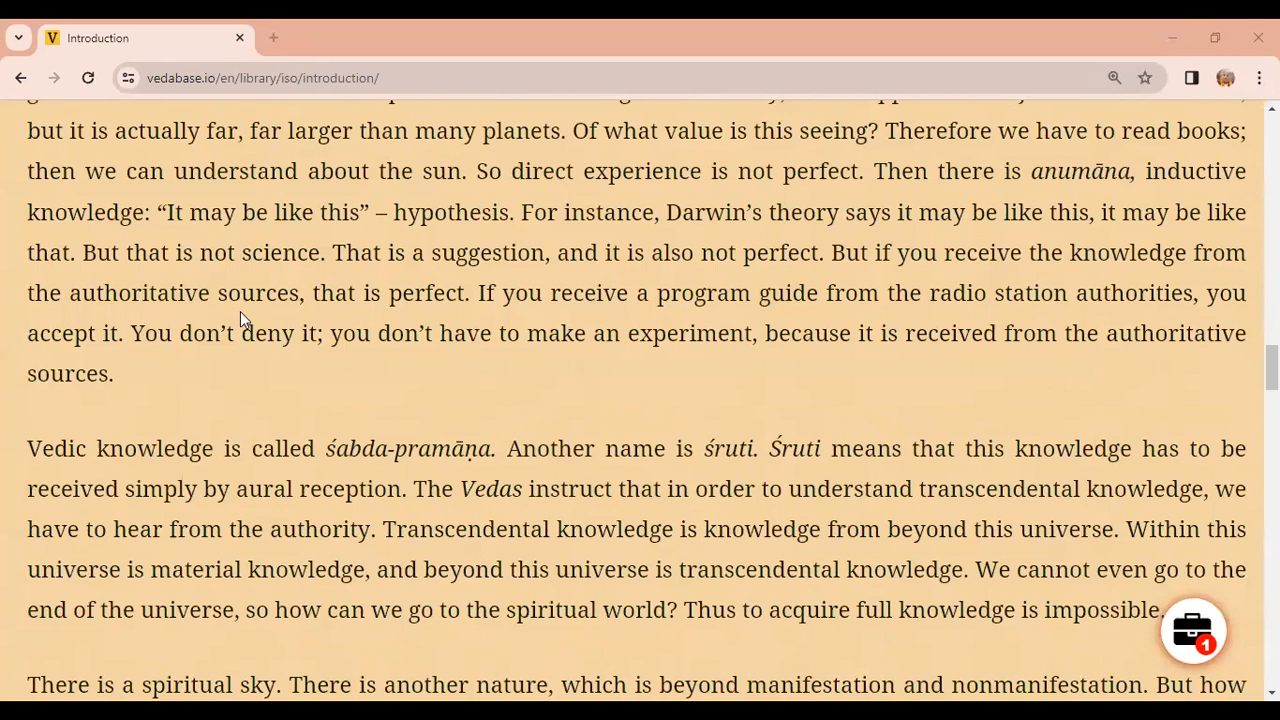 Introduction
vedabase.io/en/library/iso/introduction/
but it is actually far, far larger than many planets. Of what value is this seeing? Therefore we have to read books;
then we can understand about the sun. So direct experience is not perfect. Then there is anumāna, inductive
knowledge: “It may be like this” – hypothesis. For instance, Darwin’s theory says it may be like this, it may be like
that. But that is not science. That is a suggestion, and it is also not perfect. But if you receive the knowledge from
the authoritative sources, that is perfect. If you receive a program guide from the radio station authorities, you
accept it. You don’t deny it; you don’t have to make an experiment, because it is received from the authoritative
sources.
Vedic knowledge is called śabda-pramāṇa. Another name is śruti. Śruti means that this knowledge has to be
received simply by aural reception. The Vedas instruct that in order to understand transcendental knowledge, we
have to hear from the authority. Transcendental knowledge is knowledge from beyond this universe. Within this
universe is material knowledge, and beyond this universe is transcendental knowledge. We cannot even go to the
end of the universe, so how can we go to the spiritual world? Thus to acquire full knowledge is impossible.
1
There is a spiritual sky. There is another nature, which is beyond manifestation and nonmanifestation. But how